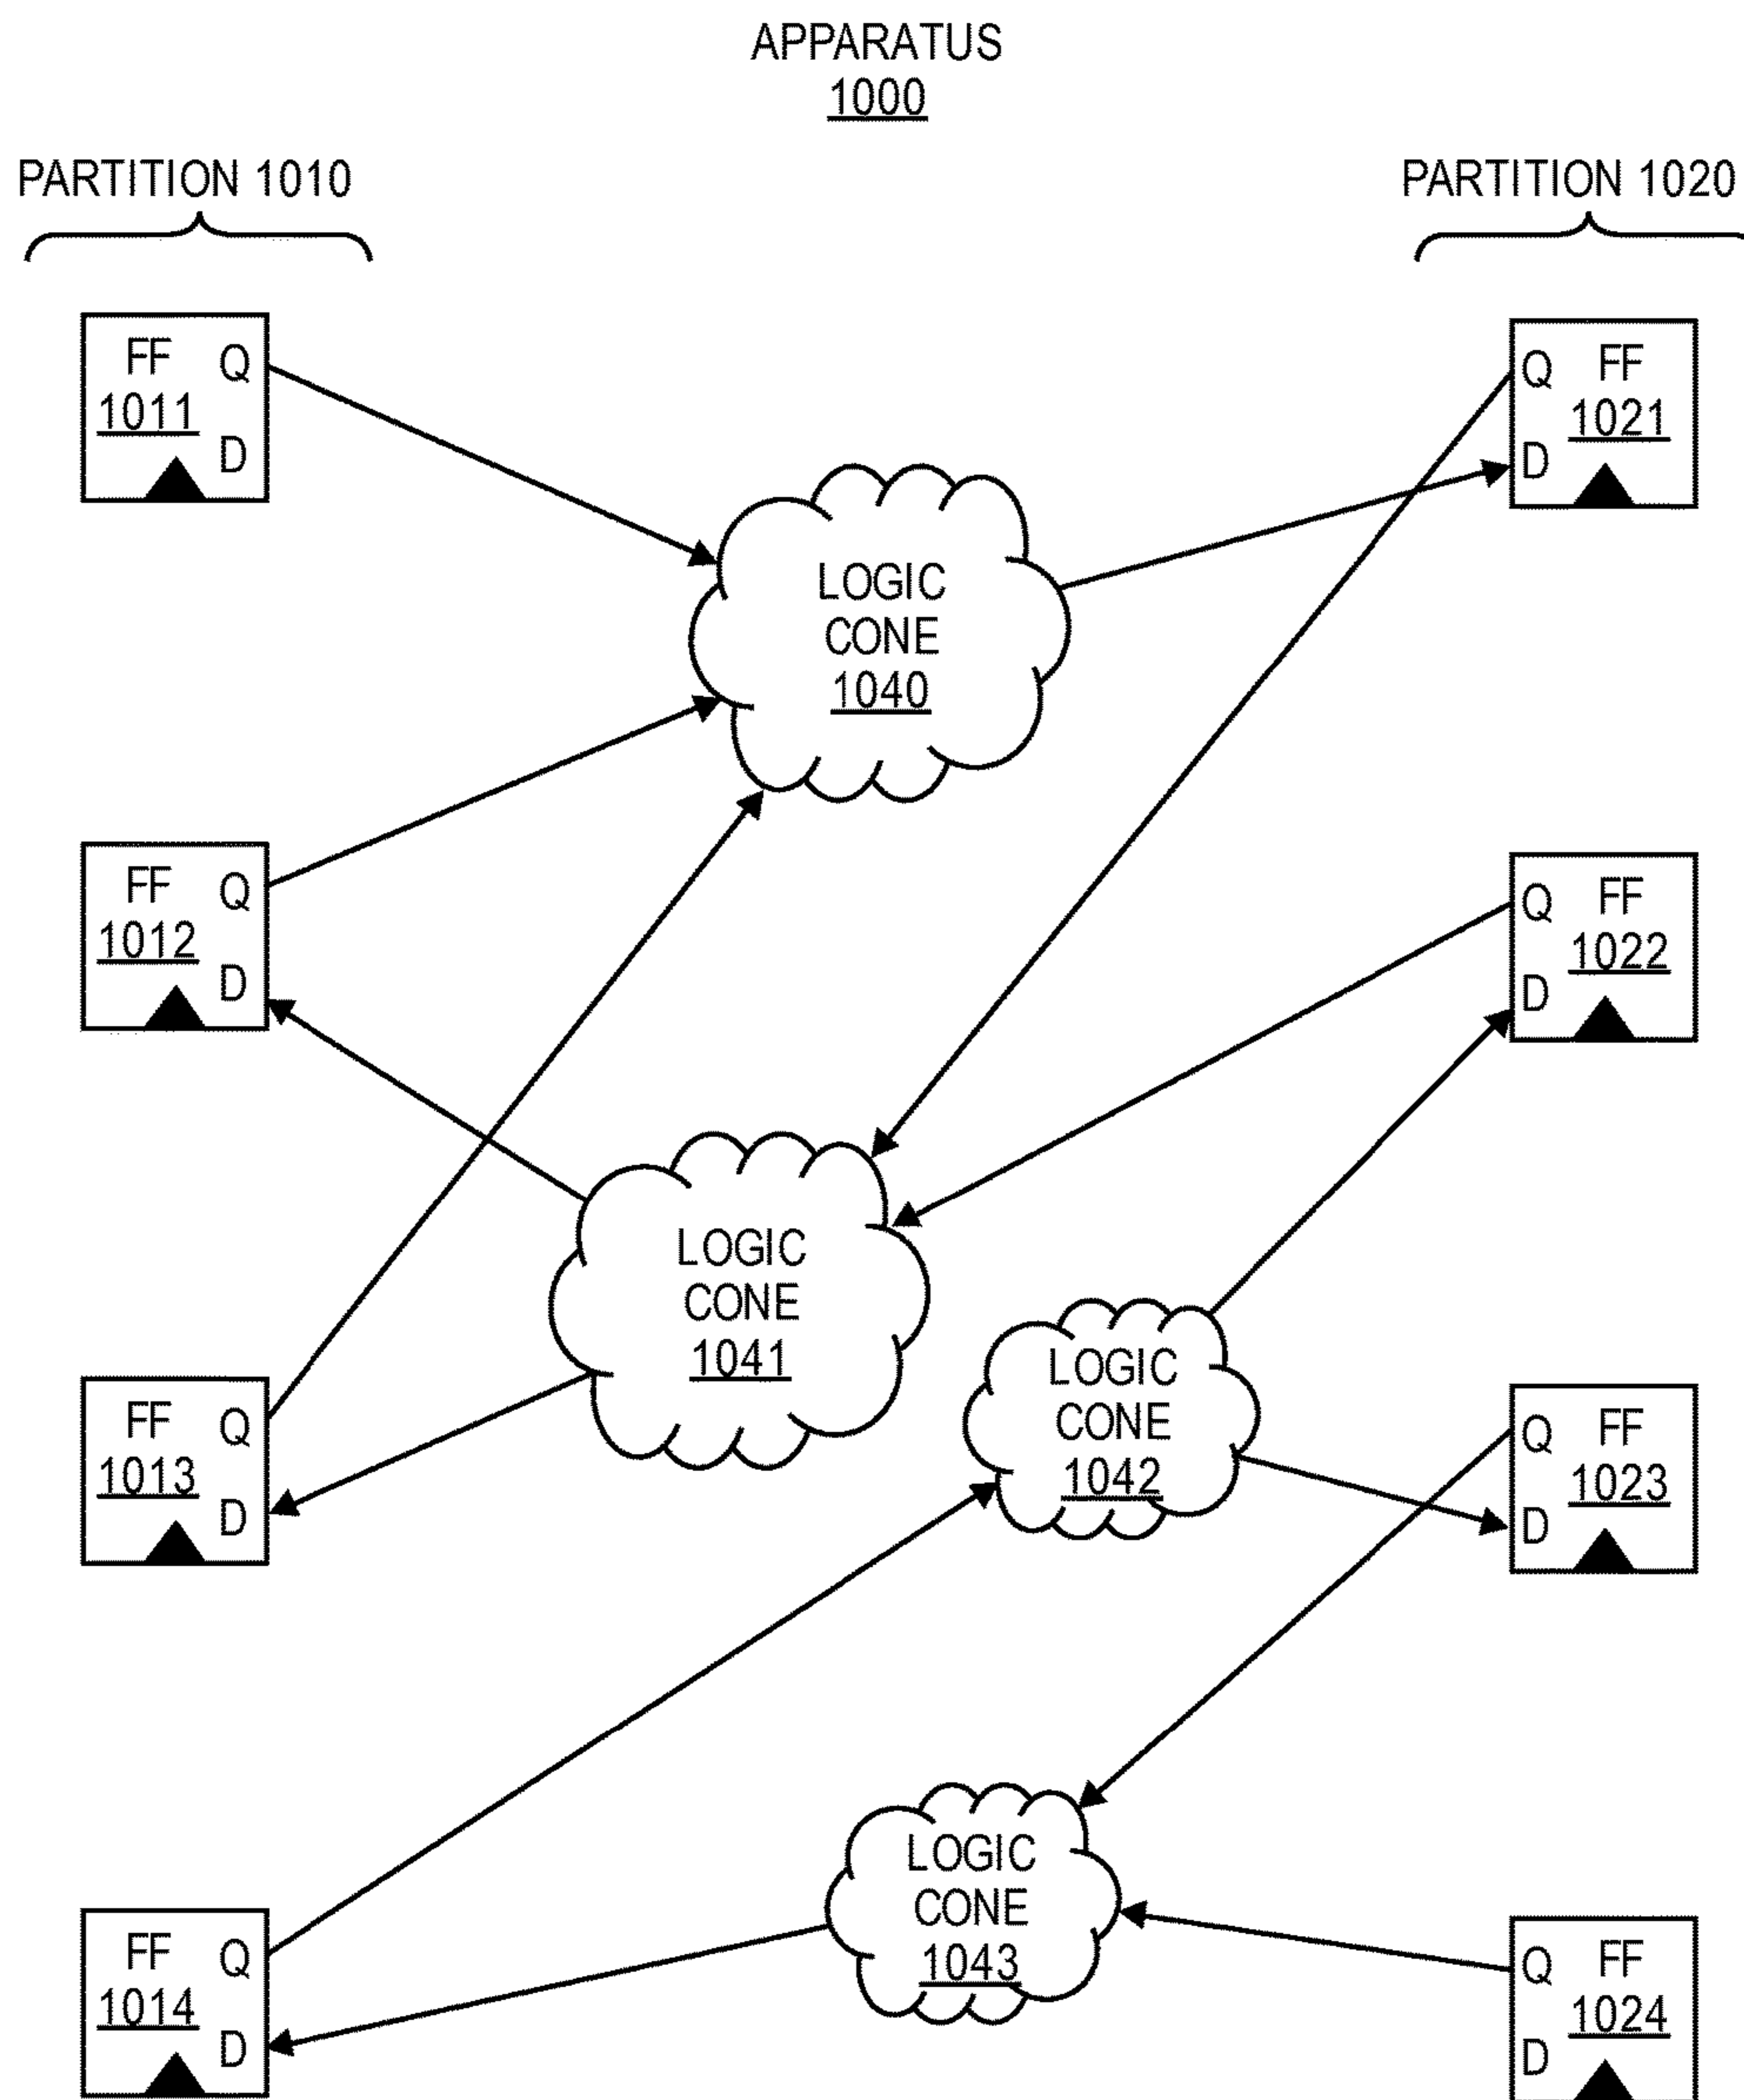 APPARATUS
1000
PARTITION 1010
PARTITION 1020
FF Q
1011
D
Q FF
1021
D
LOGIC
CONE
1040
FF Q
1012
D
Q FF
1022
D
LOGIC
CONE
1041
LOGIC
CONE
1042
FF Q
1013
D
Q FF
1023
D
LOGIC
CONE
1043
FF Q
1014
D
Q FF
1024
D